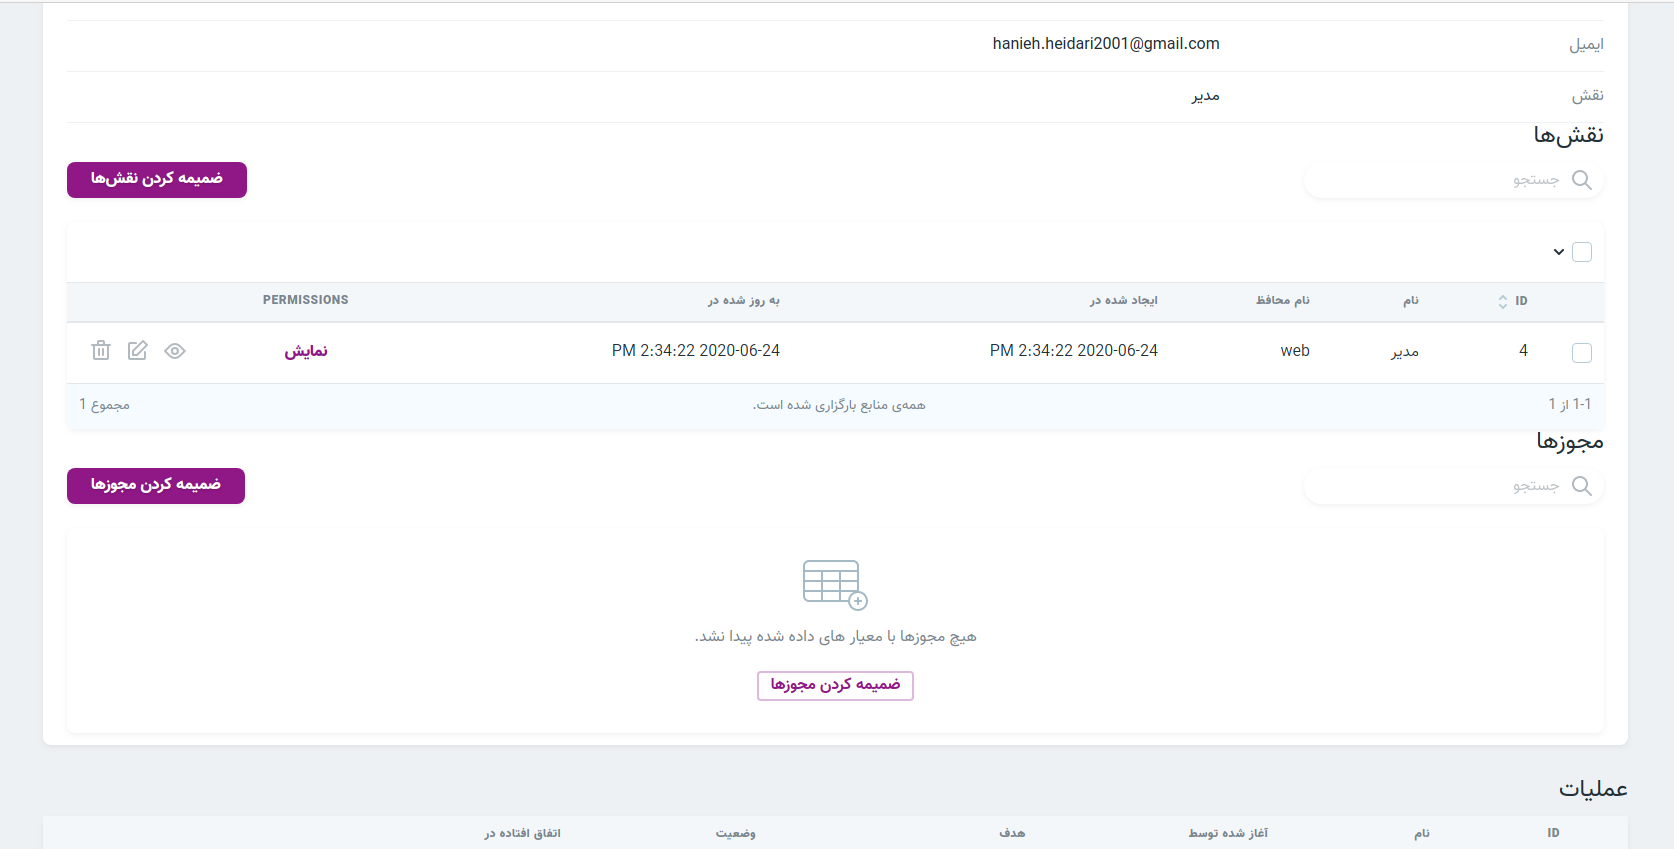 ایمیل hanieh.heidari2001@gmail.com
نقش مدیر
نقش‌ها
جستجو ضمیمه کردن نقش‌ها
ID نام نام محافظ ایجاد شده در به روز شده در PERMISSIONS
4 مدیر web 2020-06-24 2:34:22 PM 2020-06-24 2:34:22 PM نمایش
1-1 از 1 همه‌ی منابع بارگزاری شده است. مجموع 1
مجوزها
جستجو ضمیمه کردن مجوزها
هیچ مجوزها با معیار های داده شده پیدا نشد.
ضمیمه کردن مجوزها
عملیات
ID نام آغاز شده توسط هدف وضعیت اتفاق افتاده در